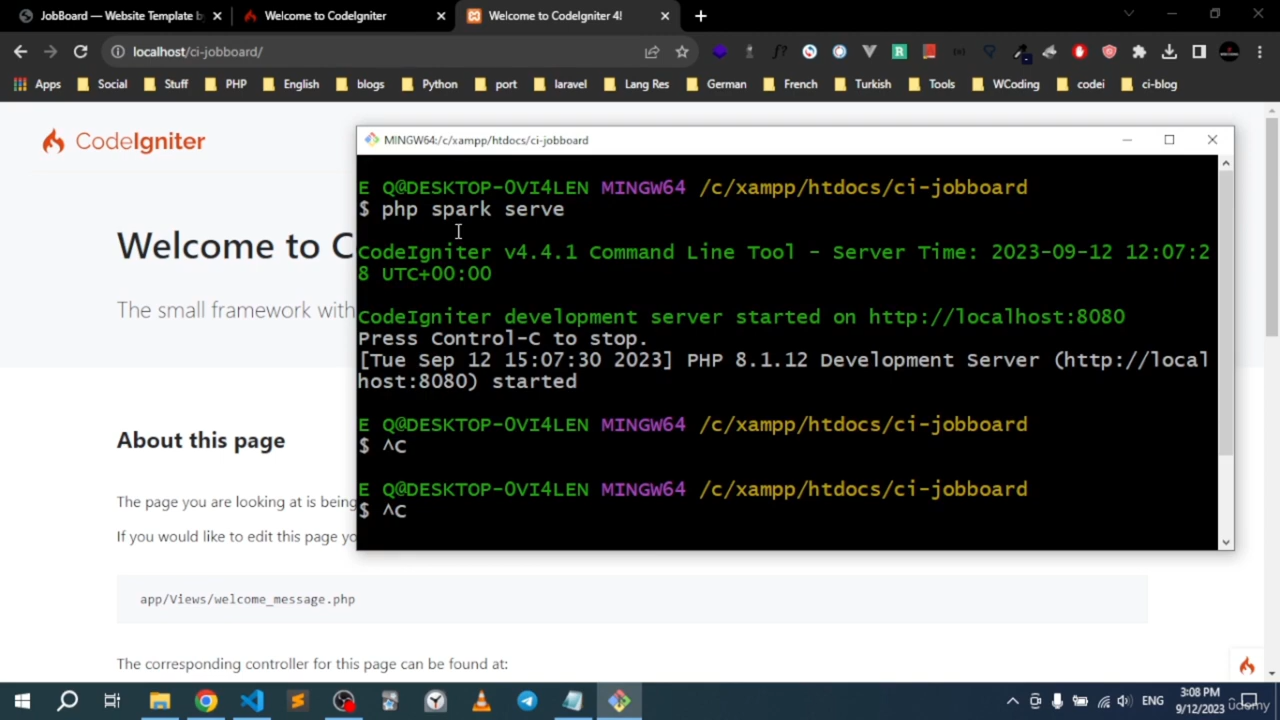 JobBoard — Website Template by
Welcome to CodeIgniter
Welcome to CodeIgniter 4!
localhost/ci-jobboard/
Apps
Social
Stuff
PHP
English
blogs
Python
port
laravel
Lang Res
German
French
Turkish
Tools
WCoding
codei
ci-blog
CodeIgniter
MINGW64:/c/xampp/htdocs/ci-jobboard
E Q@DESKTOP-0VI4LEN MINGW64 /c/xampp/htdocs/ci-jobboard
$ php spark serve
CodeIgniter v4.4.1 Command Line Tool - Server Time: 2023-09-12 12:07:2
8 UTC+00:00
CodeIgniter development server started on http://localhost:8080
Press Control-C to stop.
[Tue Sep 12 15:07:30 2023] PHP 8.1.12 Development Server (http://local
host:8080) started
E Q@DESKTOP-0VI4LEN MINGW64 /c/xampp/htdocs/ci-jobboard
$ ^C
E Q@DESKTOP-0VI4LEN MINGW64 /c/xampp/htdocs/ci-jobboard
$ ^C
Welcome to C
The small framework with
About this page
The page you are looking at is being
If you would like to edit this page yo
app/Views/welcome_message.php
The corresponding controller for this page can be found at:
ENG
3:08 PM
9/12/2023
udemy